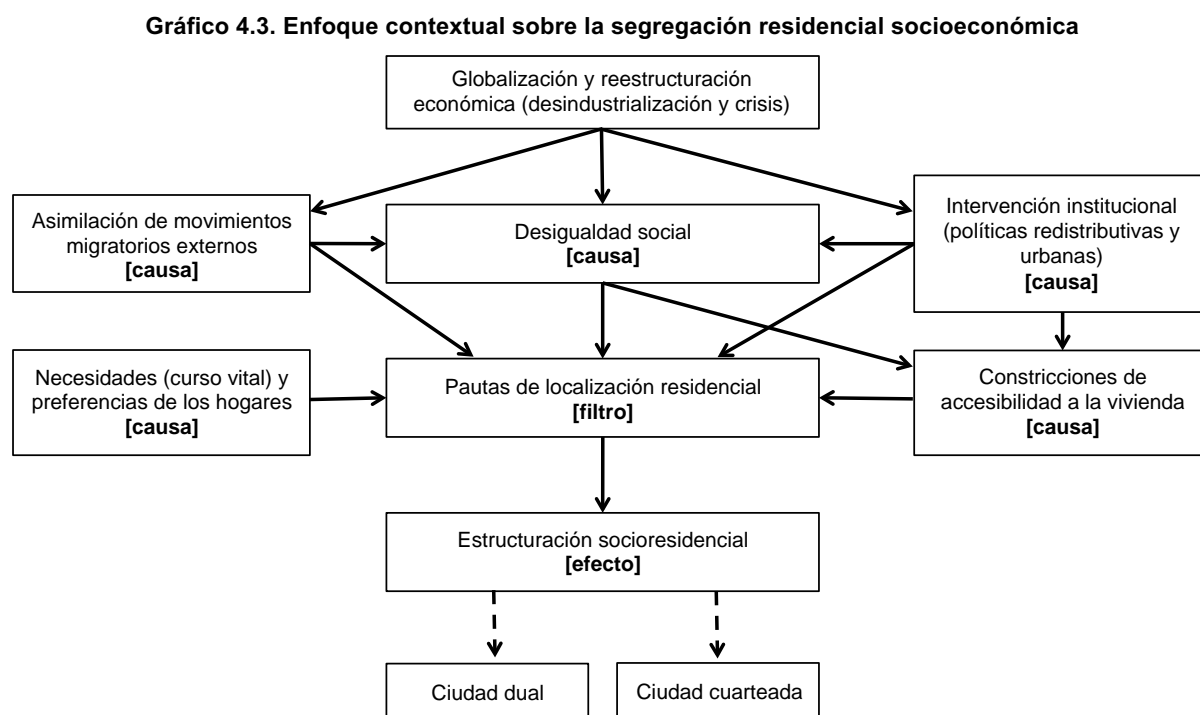 Gráfico 4.3. Enfoque contextual sobre la segregación residencial socioeconómica
Globalización y reestructuración
económica (desindustrialización y crisis)
Asimilación de movimientos
migratorios externos
[causa]
Desigualdad social
[causa]
Intervención institucional
(políticas redistributivas y
urbanas)
[causa]
Necesidades (curso vital) y
preferencias de los hogares
[causa]
Pautas de localización residencial
[filtro]
Constricciones de
accesibilidad a la vivienda
[causa]
Estructuración socioresidencial
[efecto]
Ciudad dual
Ciudad cuarteada